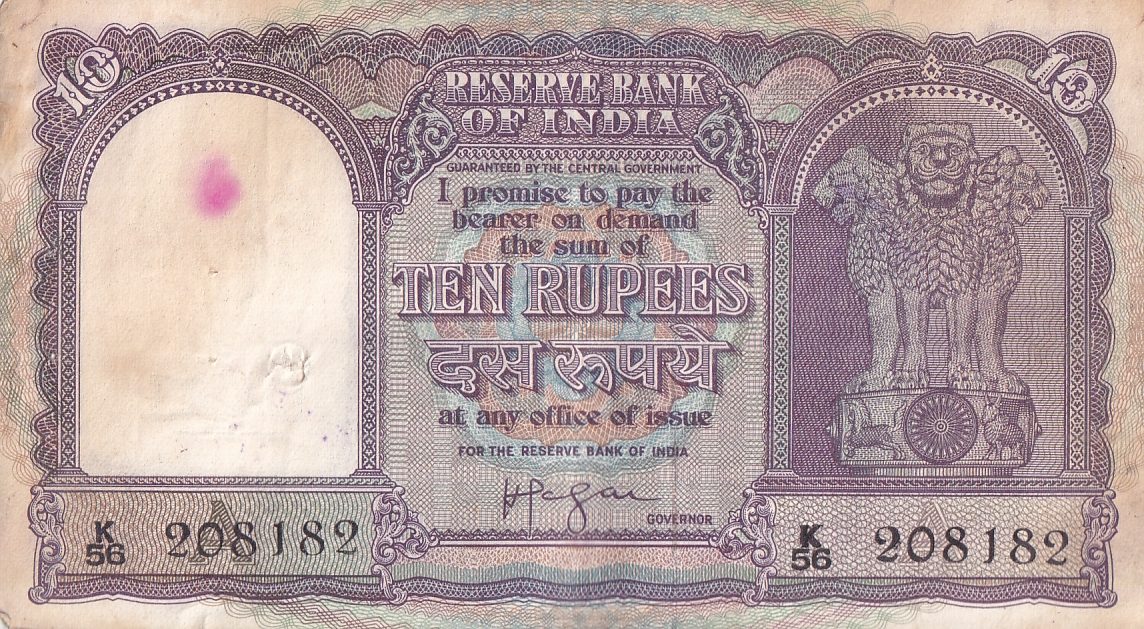 10
10
RESERVE BANK
OF INDIA
GUARANTEED BY THE CENTRAL GOVERNMENT
I promise to pay the
bearer on demand
the sum of
TEN RUPEES
दस रूपये
at any office of issue
FOR THE RESERVE BANK OF INDIA
GOVERNOR
A
K/56 208182
K/56 208182